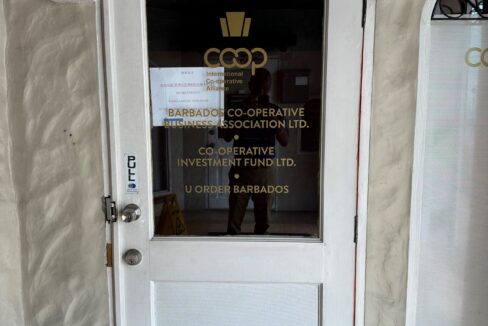 coop
International
Co-operative
Alliance
BARBADOS CO-OPERATIVE
BUSINESS ASSOCIATION LTD.
CO-OPERATIVE
INVESTMENT FUND LTD.
U ORDER BARBADOS
PULL